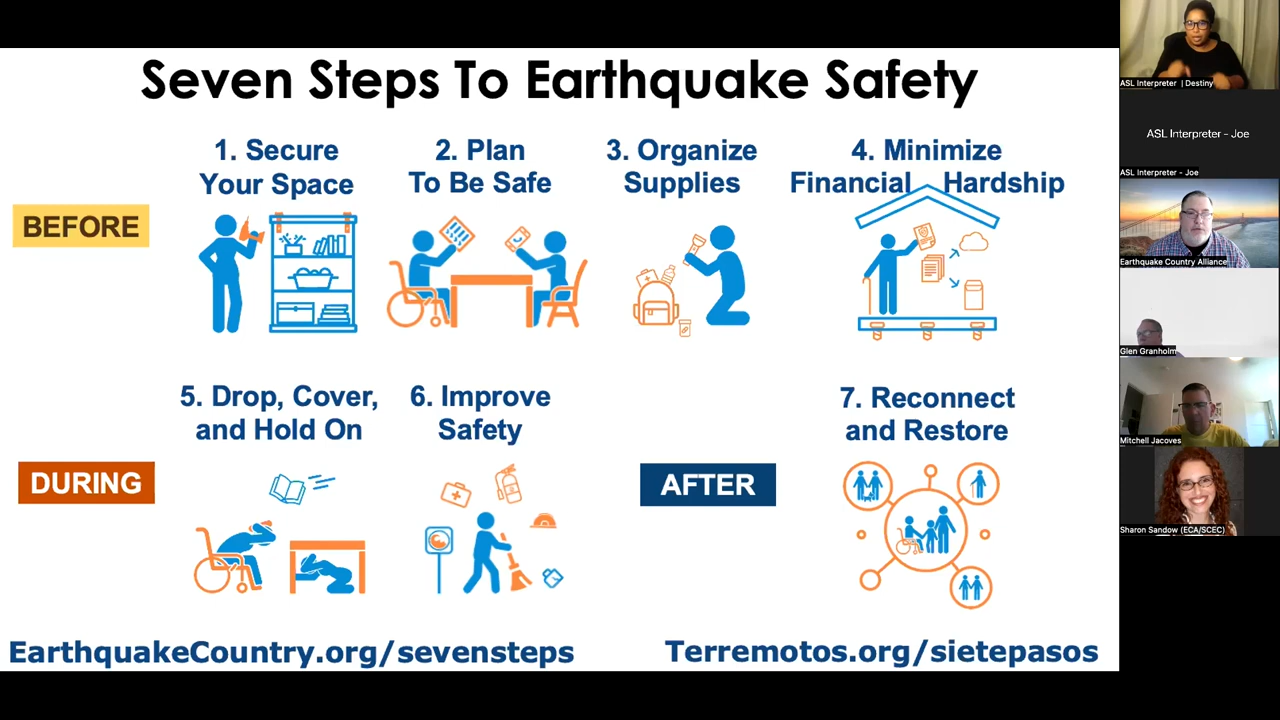 Seven Steps To Earthquake Safety
BEFORE
1. Secure
Your Space
2. Plan
To Be Safe
3. Organize
Supplies
4. Minimize
Financial Hardship
DURING
5. Drop, Cover,
and Hold On
6. Improve
Safety
AFTER
7. Reconnect
and Restore
EarthquakeCountry.org/sevensteps
Terremotos.org/sietepasos
ASL Interpreter | Destiny
ASL Interpreter - Joe
ASL Interpreter - Joe
Earthquake Country Alliance
Glen Granholm
Mitchell Jacoves
Sharon Sandow (ECA/SCEC)